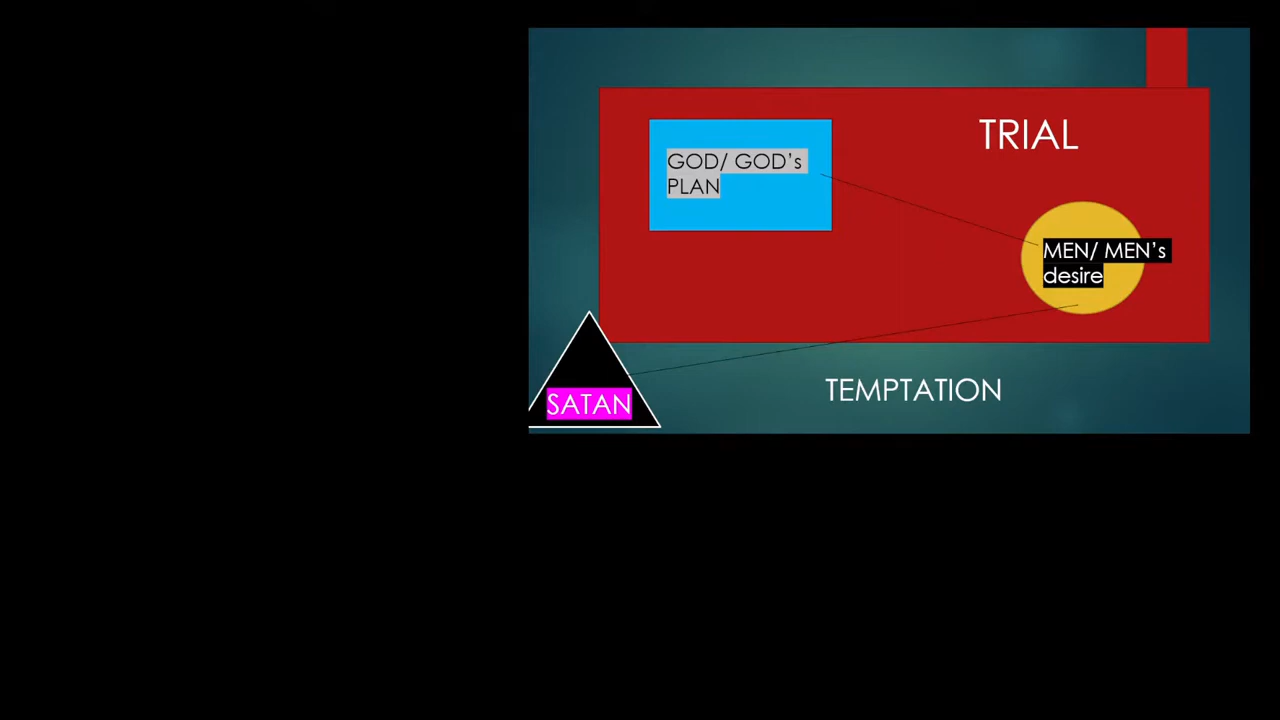 TRIAL
GOD/ GOD’s
PLAN
MEN/ MEN’s
desire
TEMPTATION
SATAN